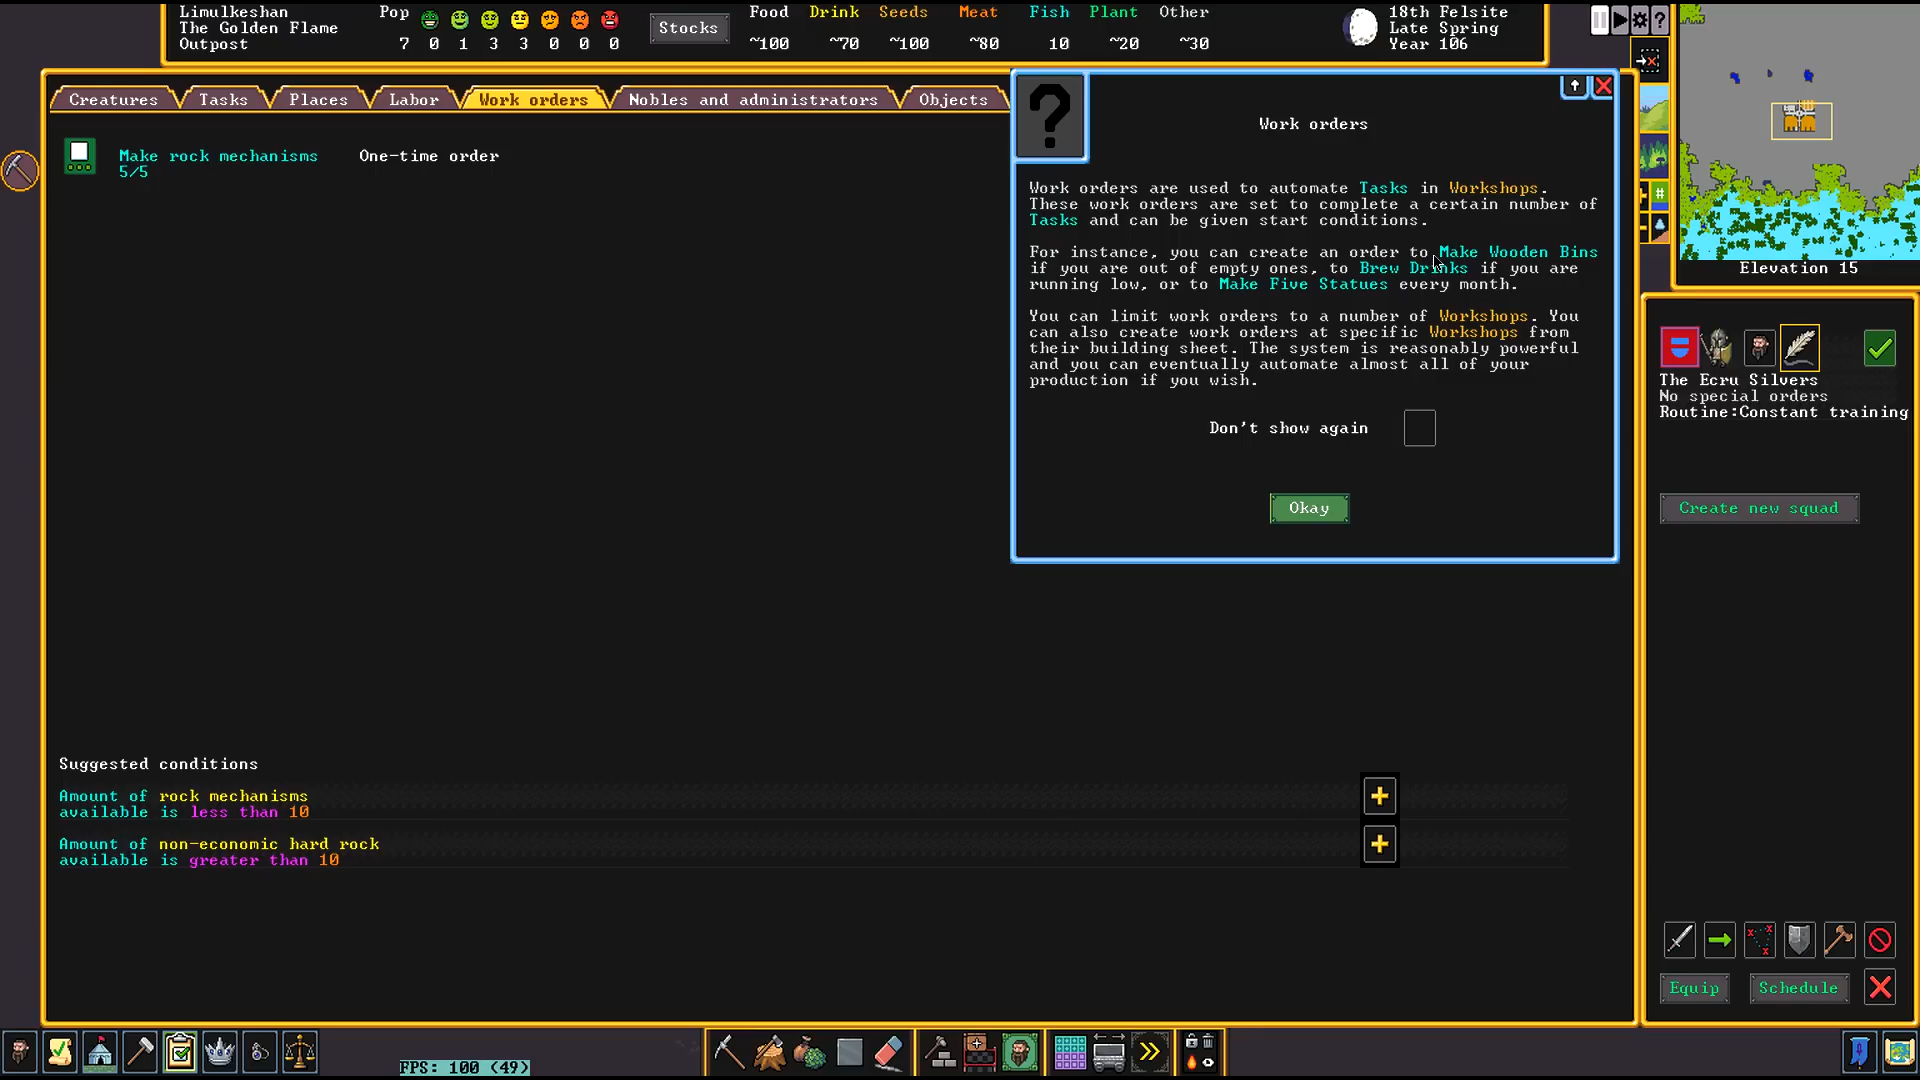 Limulkeshan
The Golden Flame
Outpost
Pop
7 0 1 3 3 0 0 0
Stocks
Food Drink Seeds Meat Fish Plant Other
~100 ~70 ~100 ~80 10 ~20 ~30
18th Felsite
Late Spring
Year 106
Creatures Tasks Places Labor Work orders Nobles and administrators Objects
Make rock mechanisms One-time order
5/5
Work orders
Work orders are used to automate Tasks in Workshops.
These work orders are set to complete a certain number of
Tasks and can be given start conditions.
For instance, you can create an order to Make Wooden Bins
if you are out of empty ones, to Brew Drinks if you are
running low, or to Make Five Statues every month.
You can limit work orders to a number of Workshops. You
can also create work orders at specific Workshops from
their building sheet. The system is reasonably powerful
and you can eventually automate almost all of your
production if you wish.
Don't show again
Okay
Elevation 15
The Ecru Silvers
No special orders
Routine:Constant training
Create new squad
Suggested conditions
Amount of rock mechanisms
available is less than 10
Amount of non-economic hard rock
available is greater than 10
Equip Schedule
FPS: 100 (49)